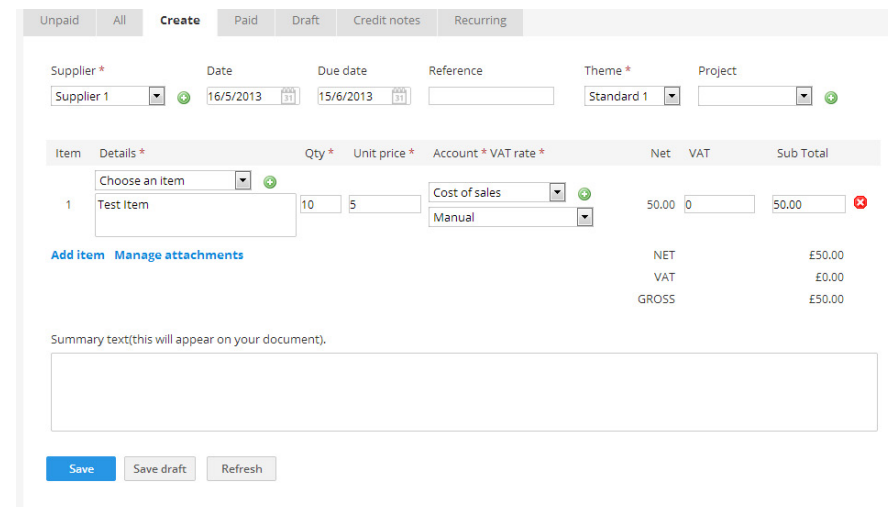 Unpaid All Create Paid Draft Credit notes Recurring
Supplier * Date Due date Reference Theme * Project
Supplier 1 16/5/2013 31 15/6/2013 31 Standard 1
Item Details * Qty * Unit price * Account * VAT rate * Net VAT Sub Total
Choose an item
1 Test Item 10 5 Cost of sales 50.00 0 50.00
Manual
Add item Manage attachments NET £50.00
VAT £0.00
GROSS £50.00
Summary text(this will appear on your document).
Save Save draft Refresh